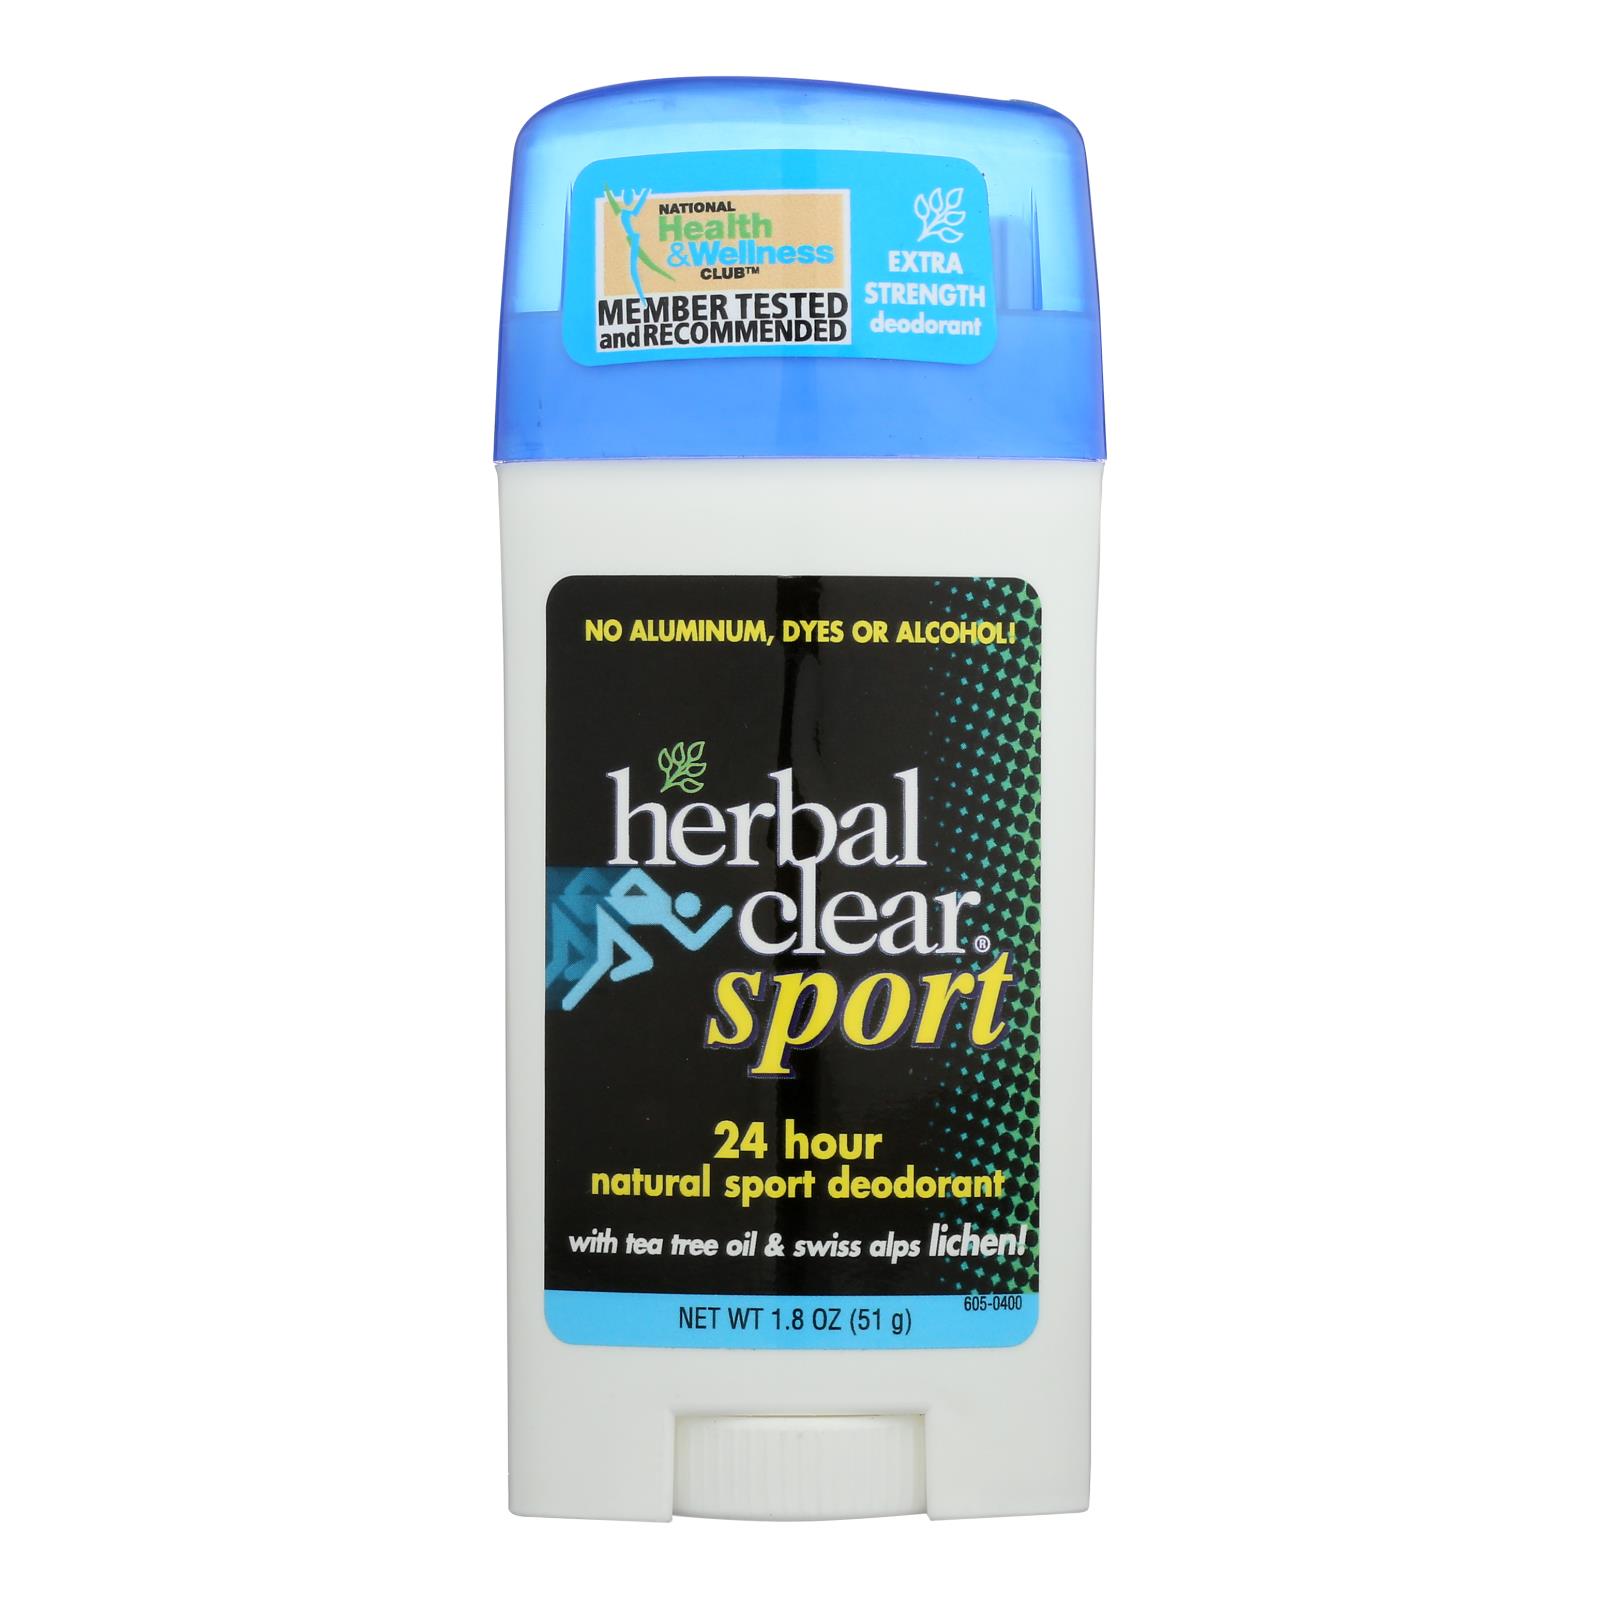 NATIONAL
Health
&Wellness
CLUB™
MEMBER TESTED
and RECOMMENDED
EXTRA
STRENGTH
deodorant
NO ALUMINUM, DYES OR ALCOHOL!
herbal
clear®
sport
24 hour
natural sport deodorant
with tea tree oil & swiss alps lichen!
605-0400
NET WT 1.8 OZ (51 g)